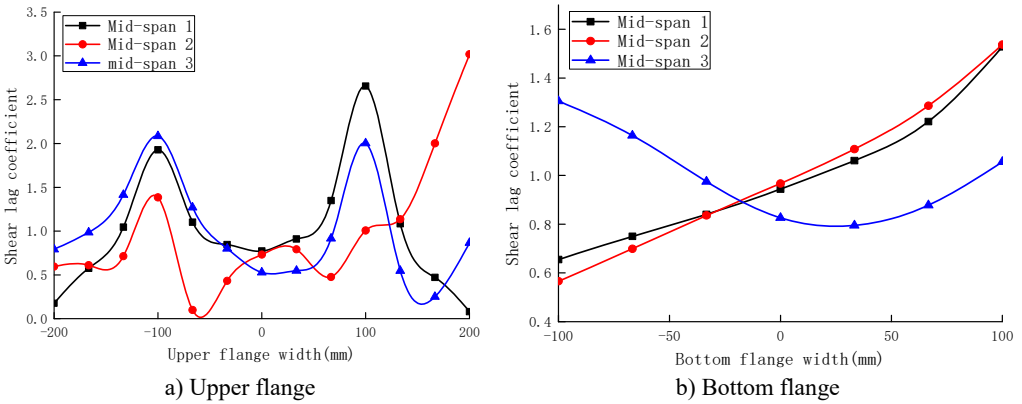 3.5
3.0
2.5
2.0
1.5
1.0
0.5
0.0
Shear lag coefficient
Mid-span 1
Mid-span 2
mid-span 3
-200
-100
0
100
200
Upper flange width(mm)
a) Upper flange
1.6
1.4
1.2
1.0
0.8
0.6
0.4
Shear lag coefficient
Mid-span 1
Mid-span 2
Mid-span 3
-100
-50
0
50
100
Bottom flange width(mm)
b) Bottom flange